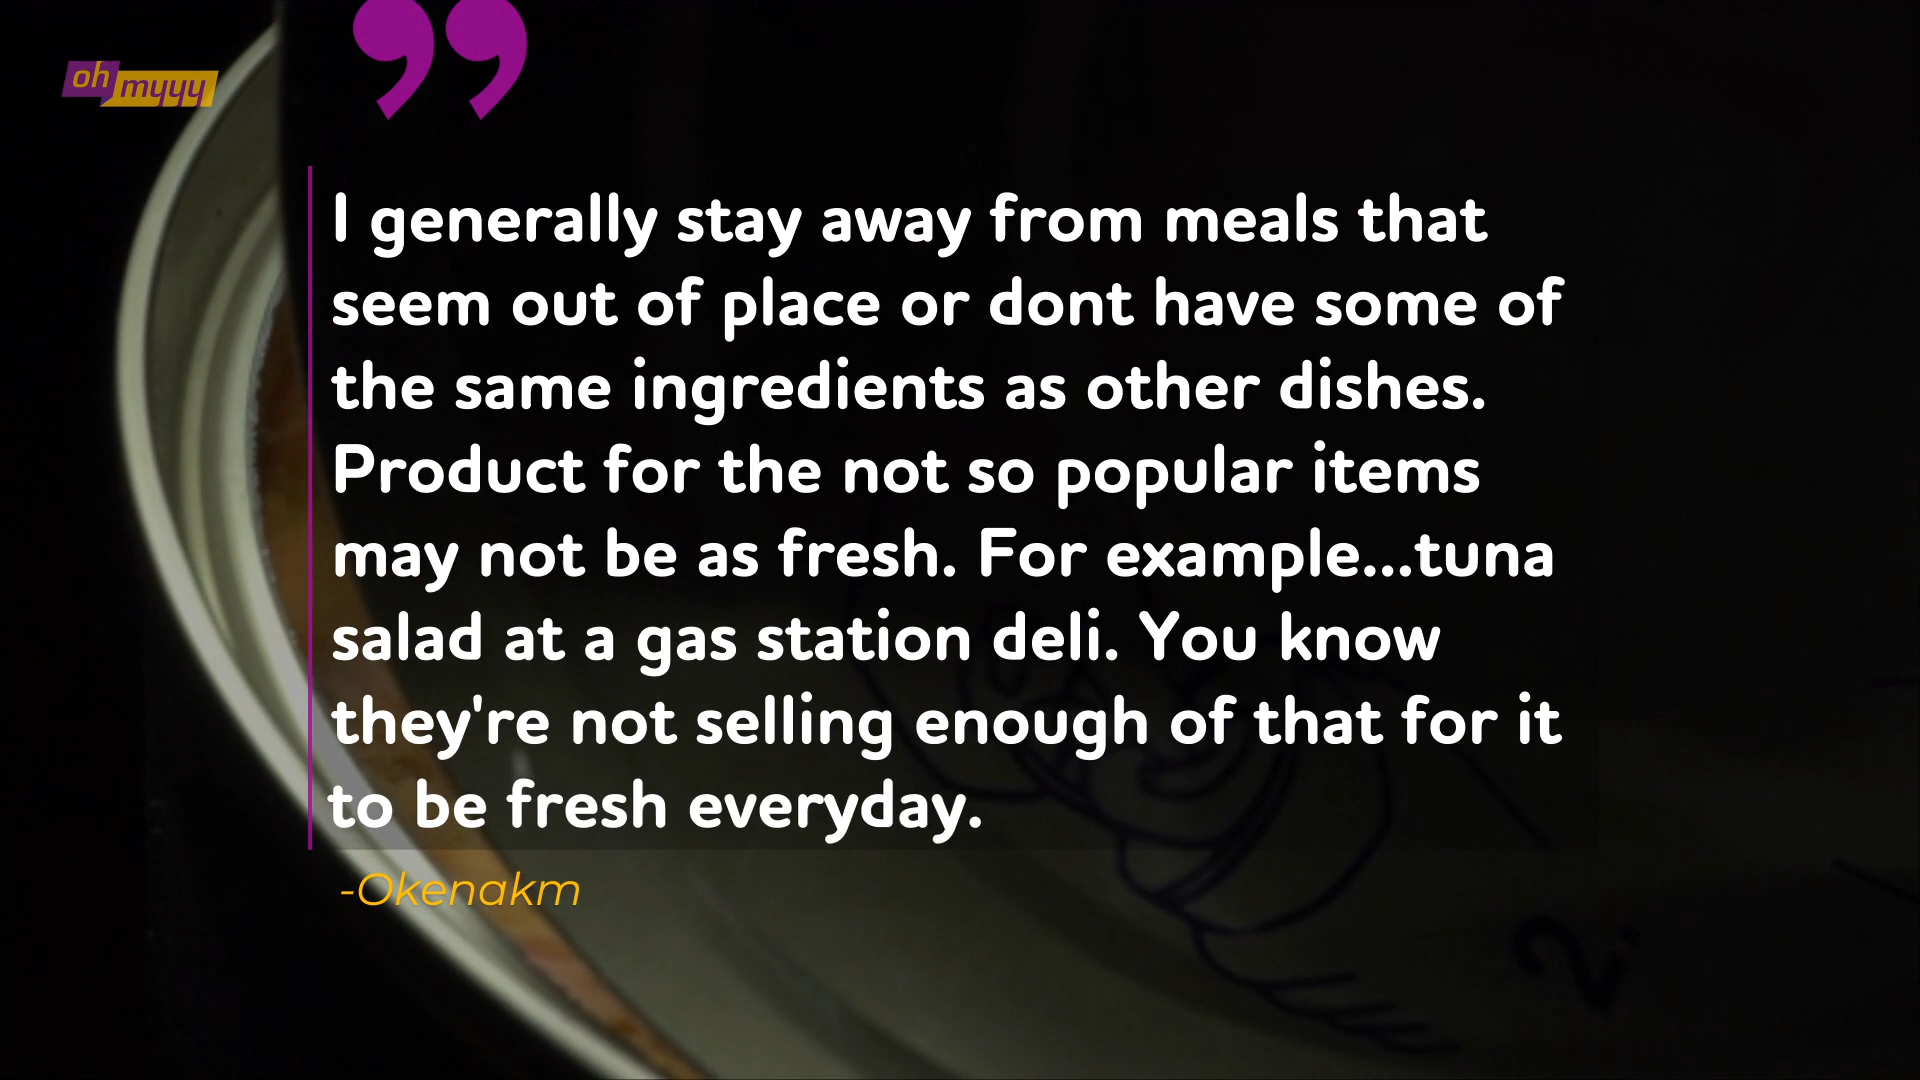 oh
myyy
”
I generally stay away from meals that
seem out of place or dont have some of
the same ingredients as other dishes.
Product for the not so popular items
may not be as fresh. For example...tuna
salad at a gas station deli. You know
they're not selling enough of that for it
to be fresh everyday.
-Okenakm
2.